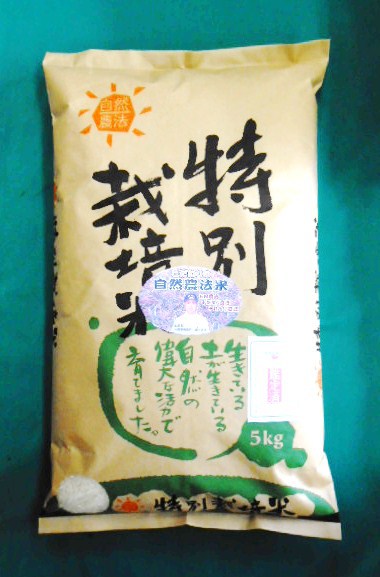 自然
農法
特別
栽培米
自然農法米
生きている
土が生きている
自然の
偉大な活力で
育てました。
5kg
特別栽培米